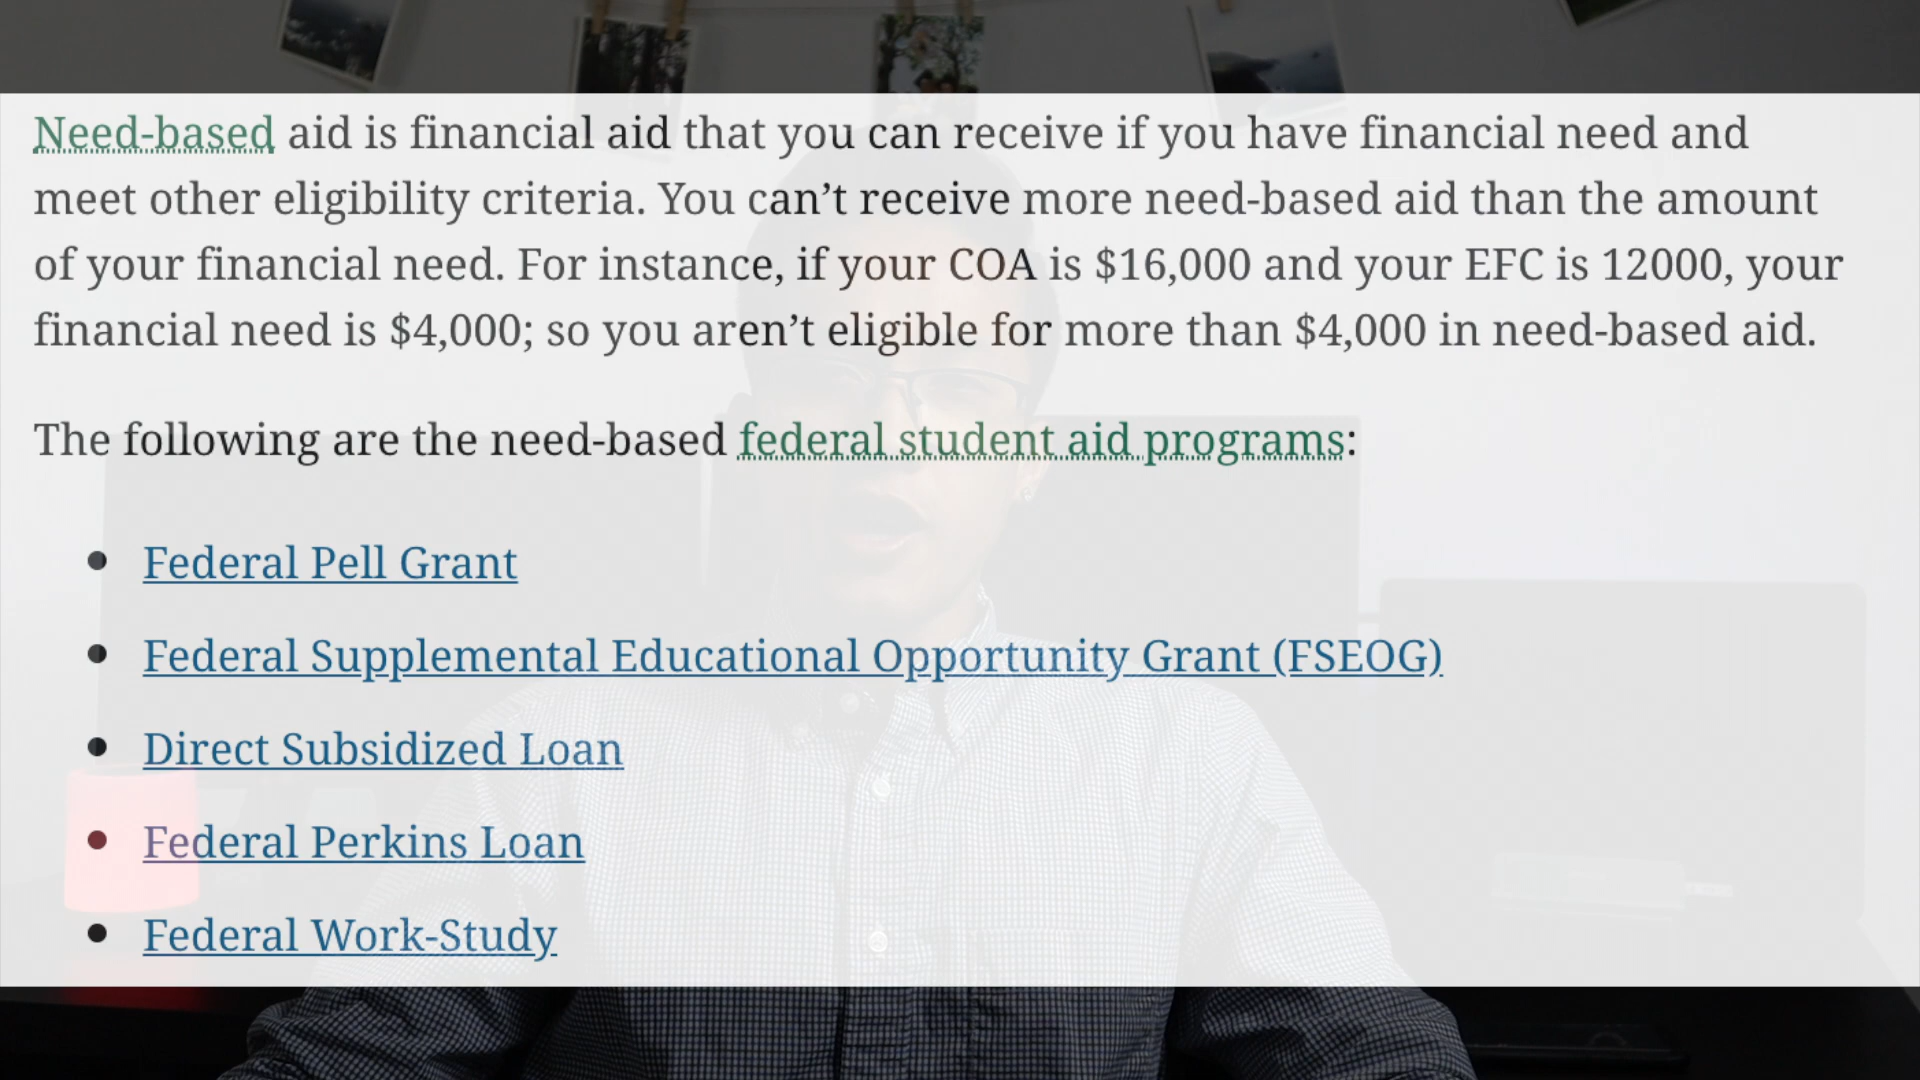 Need-based aid is financial aid that you can receive if you have financial need and
meet other eligibility criteria. You can’t receive more need-based aid than the amount
of your financial need. For instance, if your COA is $16,000 and your EFC is 12000, your
financial need is $4,000; so you aren’t eligible for more than $4,000 in need-based aid.
The following are the need-based federal student aid programs:
• Federal Pell Grant
• Federal Supplemental Educational Opportunity Grant (FSEOG)
• Direct Subsidized Loan
• Federal Perkins Loan
• Federal Work-Study